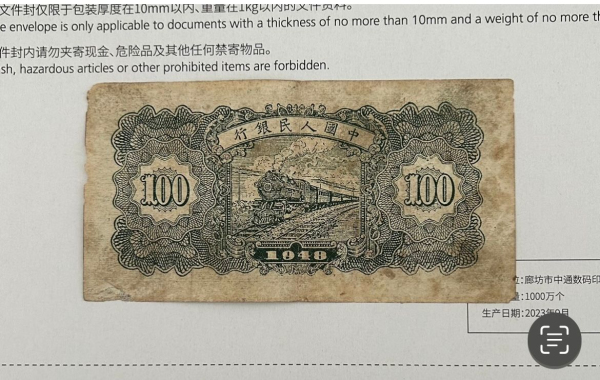 文件封仅限于包装厚度在10mm以内、重量在1kg以内的文件资料。
e envelope is only applicable to documents with a thickness of no more than 10mm and a weight of no more th
件封内请勿夹寄现金、危险品及其他任何禁寄物品。
sh, hazardous articles or other prohibited items are forbidden.
行銀民人國中
100
100
1948
位:廊坊市中通数码印
量:1000万个
生产日期:2023年9月